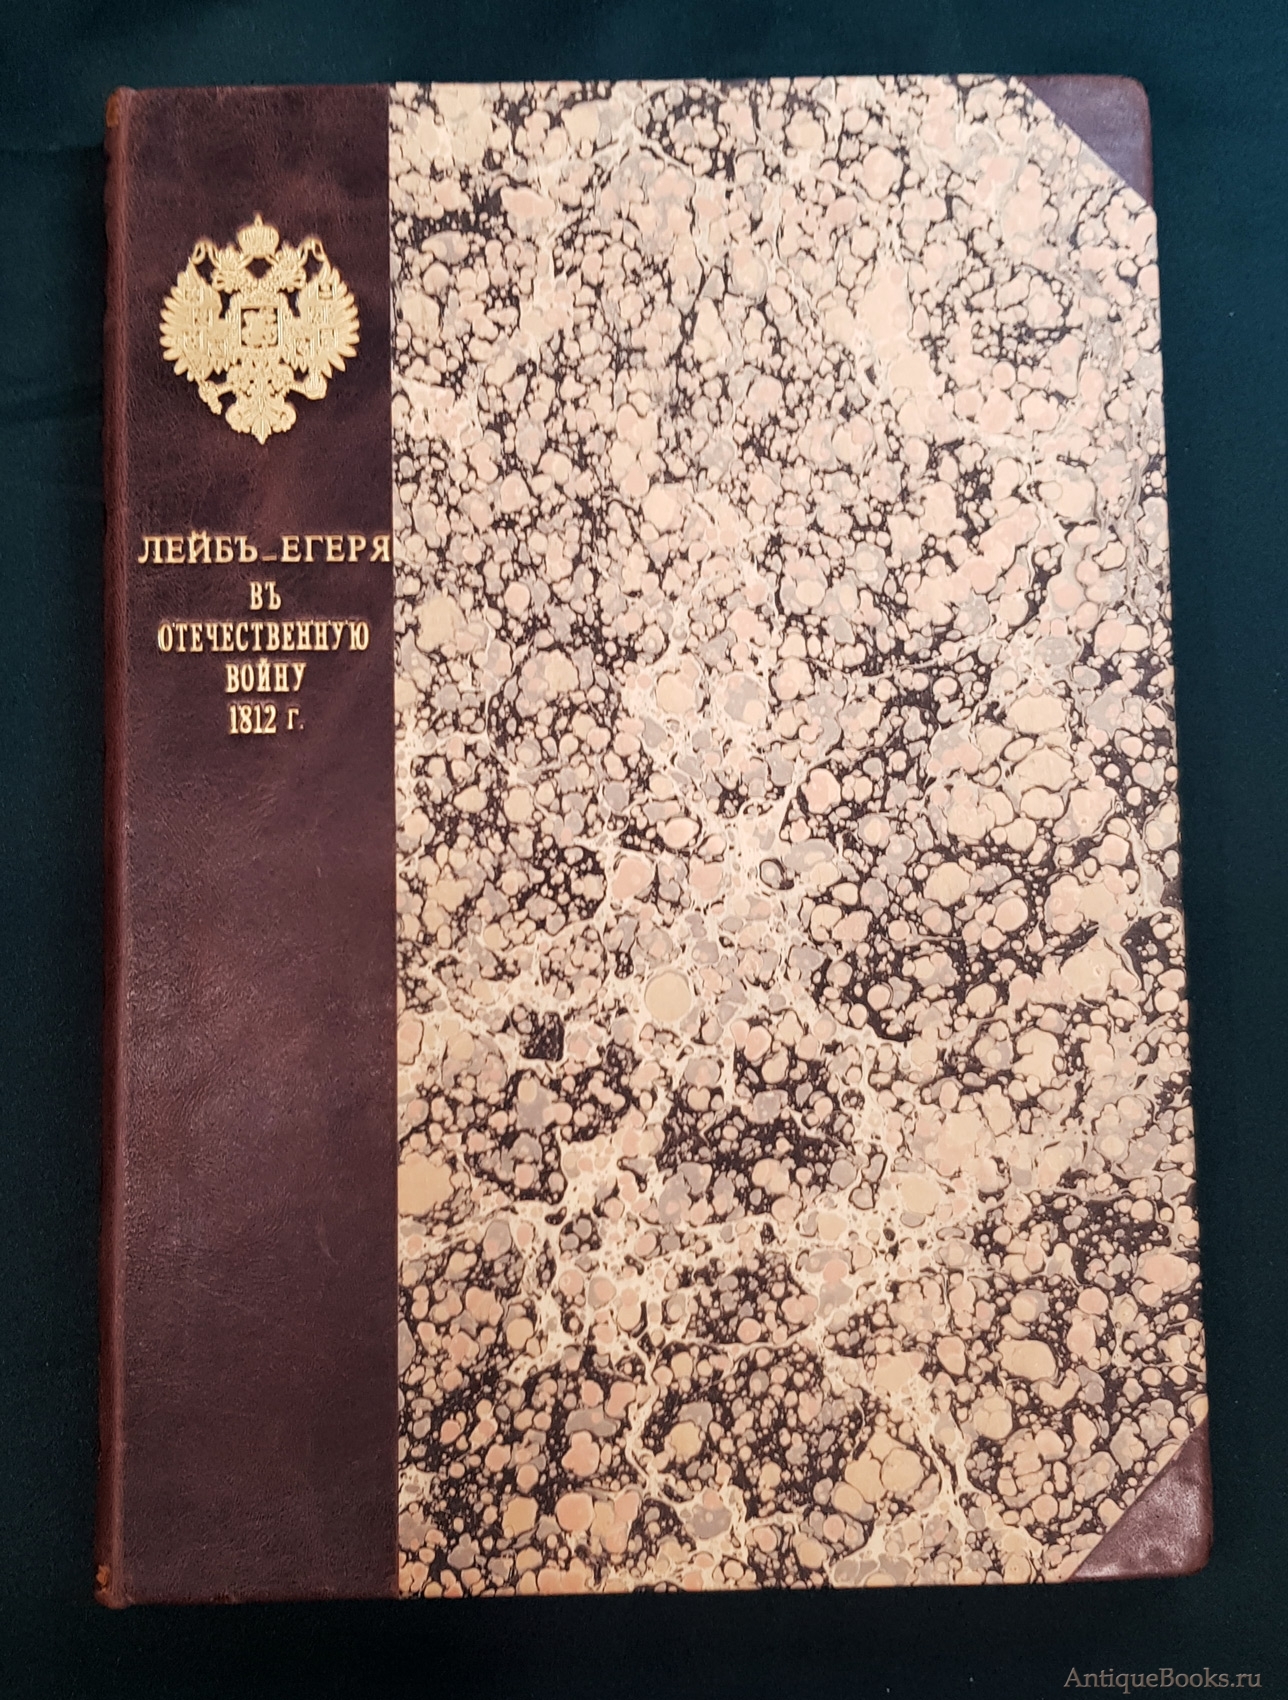 ЛЕЙБЪ-ЕГЕРЯ
ВЪ
ОТЕЧЕСТВЕННУЮ
ВОЙНУ
1812 г.
AntiqueBooks.ru